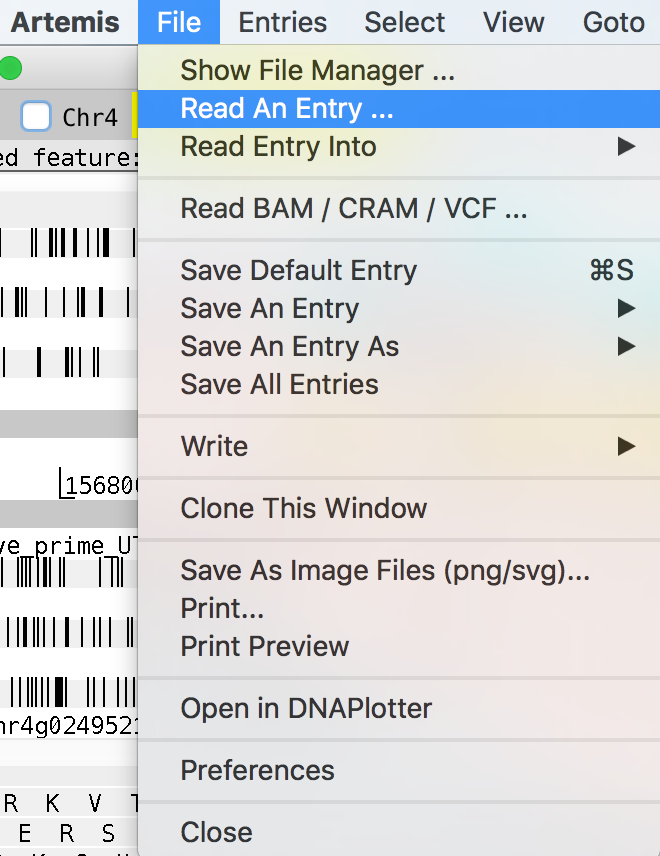 Artemis File Entries Select View Goto
Show File Manager ...
Chr4
Read An Entry ...
ed feature:
Read Entry Into
Read BAM / CRAM / VCF ...
Save Default Entry ⌘S
Save An Entry
Save An Entry As
Save All Entries
Write
156800
Clone This Window
ve_prime_UT
Save As Image Files (png/svg)...
Print...
Print Preview
hr4g0249521
Open in DNAPlotter
Preferences
R K V T
E R S
Close